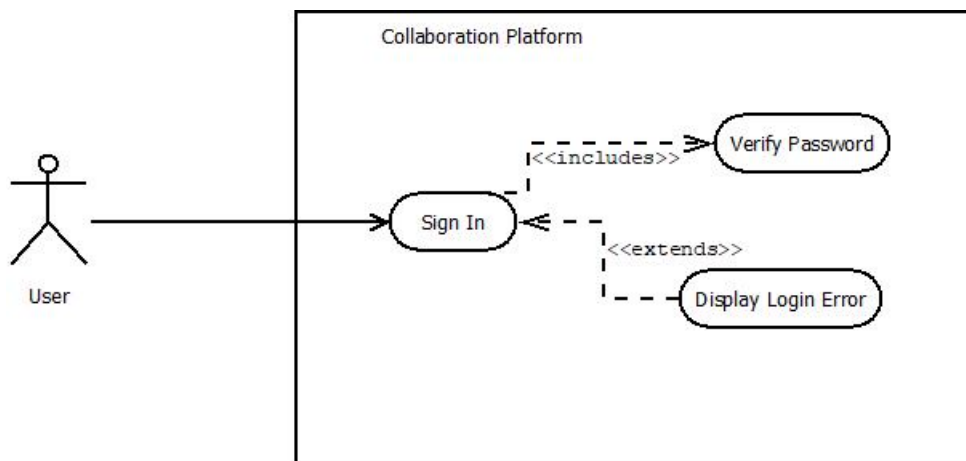 Collaboration Platform
Verify Password
<<includes>>
Sign In
<<extends>>
User
Display Login Error